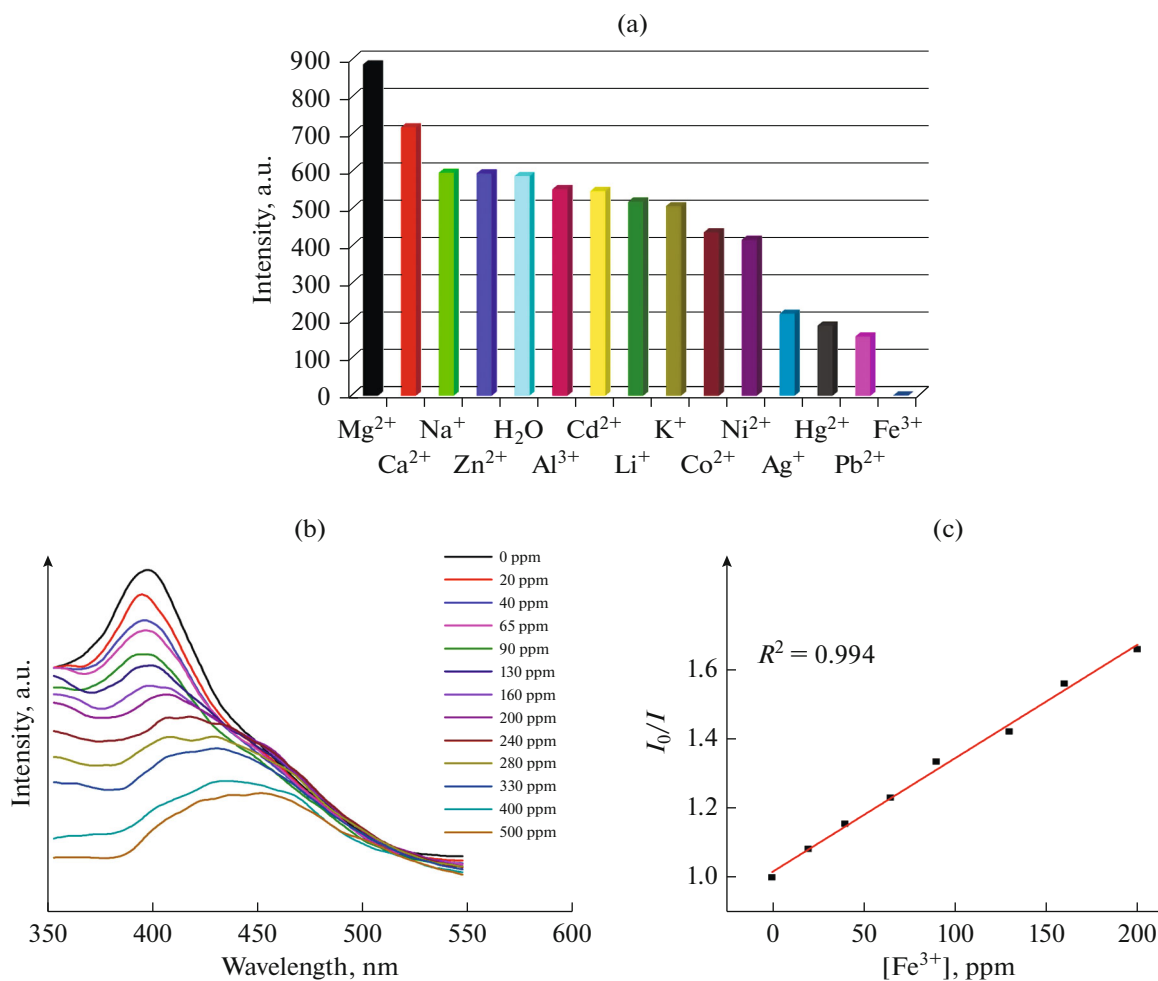 (a)
900
800
700
600
500
400
300
200
100
0
Intensity, a.u.
Mg²⁺ Na⁺ H₂O Cd²⁺ K⁺ Ni²⁺ Hg²⁺ Fe³⁺
Ca²⁺ Zn²⁺ Al³⁺ Li⁺ Co²⁺ Ag⁺ Pb²⁺
(b)
Intensity, a.u.
0 ppm
20 ppm
40 ppm
65 ppm
90 ppm
130 ppm
160 ppm
200 ppm
240 ppm
280 ppm
330 ppm
400 ppm
500 ppm
350 400 450 500 550 600
Wavelength, nm
(c)
R² = 0.994
I₀/I
1.6
1.4
1.2
1.0
0 50 100 150 200
[Fe³⁺], ppm